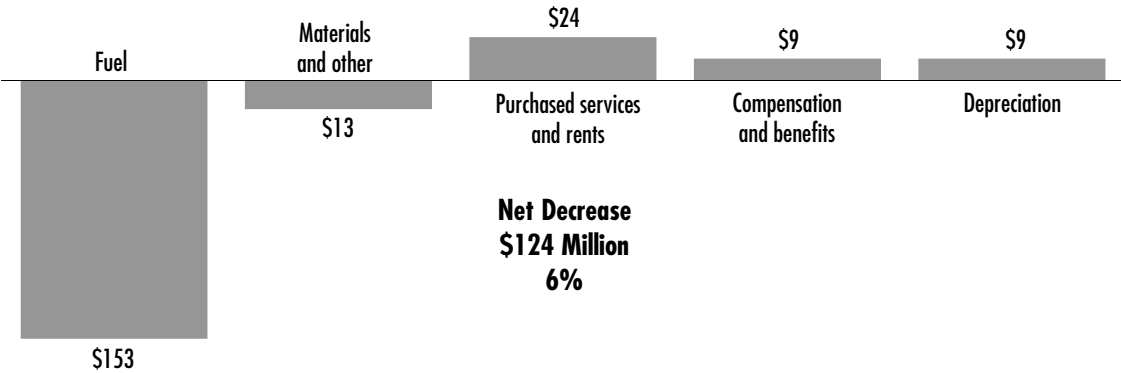 Fuel
$153
Materials
and other
$13
$24
Purchased services
and rents
$9
Compensation
and benefits
$9
Depreciation
Net Decrease
$124 Million
6%